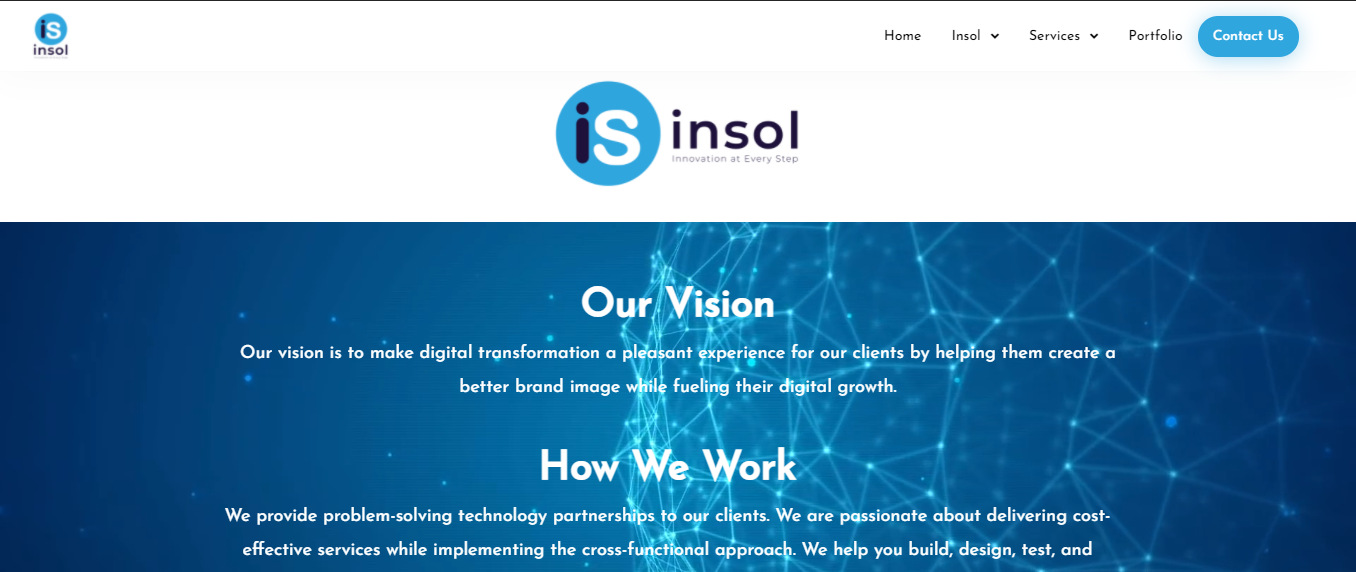 iS
insol
Home
Insol
Services
Portfolio
Contact Us
iS
insol
Innovation at Every Step
Our Vision
Our vision is to make digital transformation a pleasant experience for our clients by helping them create a
better brand image while fueling their digital growth.
How We Work
We provide problem-solving technology partnerships to our clients. We are passionate about delivering cost-
effective services while implementing the cross-functional approach. We help you build, design, test, and